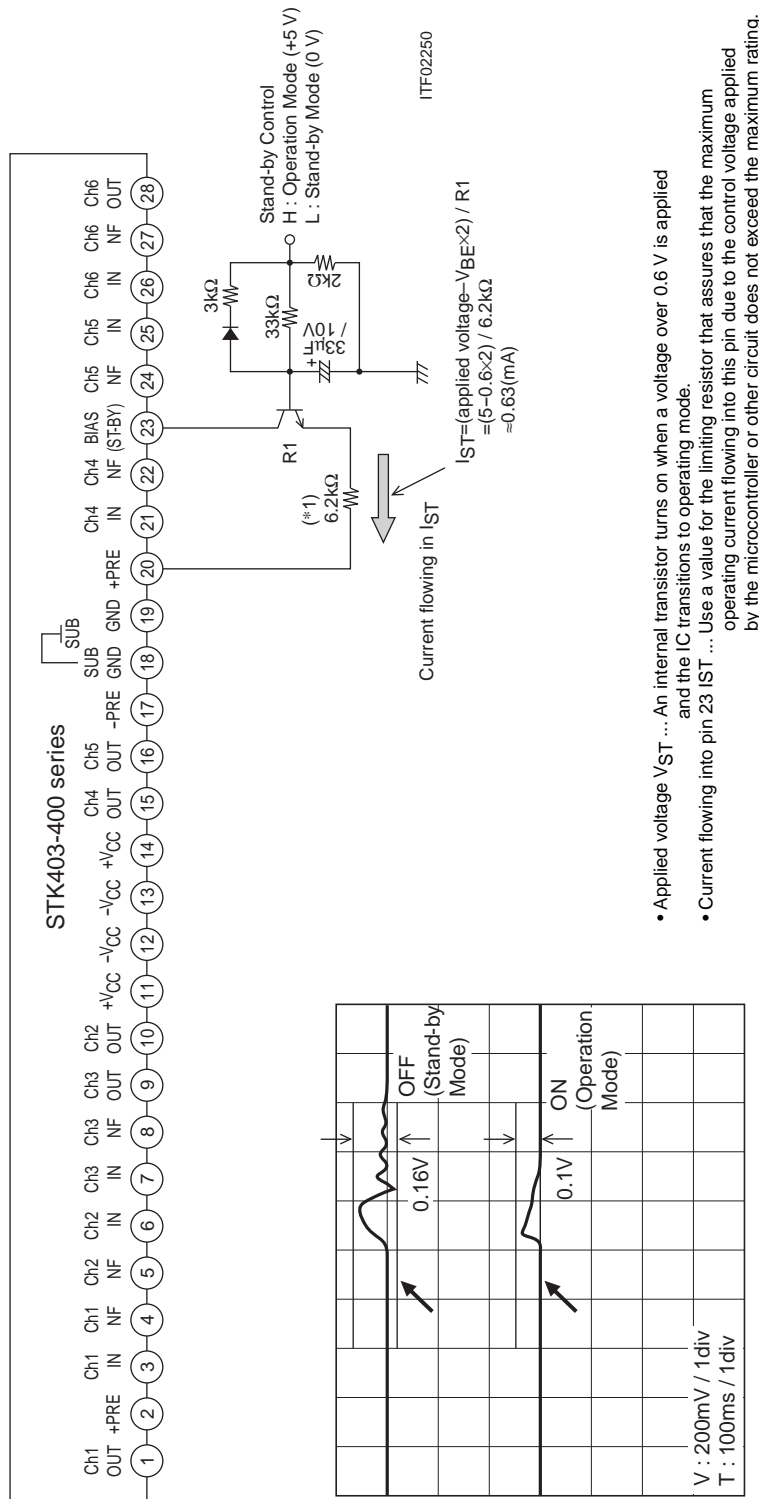 STK403-400 series
SUB
Ch1 OUT
+PRE
Ch1 IN
Ch1 NF
Ch2 NF
Ch2 IN
Ch3 IN
Ch3 NF
Ch3 OUT
Ch2 OUT
+VCC
-VCC
-VCC
+VCC
Ch4 OUT
Ch5 OUT
-PRE
SUB GND
GND
+PRE
Ch4 IN
Ch4 NF
BIAS (ST-BY)
Ch5 NF
Ch5 IN
Ch6 IN
Ch6 NF
Ch6 OUT
1 2 3 4 5 6 7 8 9 10 11 12 13 14 15 16 17 18 19 20 21 22 23 24 25 26 27 28
Stand-by Control
H : Operation Mode (+5 V)
L : Stand-by Mode (0 V)
3kΩ
33kΩ
2kΩ
33µF
/ 10V
+
R1
(*1)
6.2kΩ
Current flowing in IST
IST=(applied voltage−VBE×2) / R1
=(5−0.6×2) / 6.2kΩ
≈0.63(mA)
ITF02250
OFF
(Stand-by
Mode)
0.16V
ON
(Operation
Mode)
0.1V
V : 200mV / 1div
T : 100ms / 1div
• Applied voltage VST ... An internal transistor turns on when a voltage over 0.6 V is applied
and the IC transitions to operating mode.
• Current flowing into pin 23 IST ... Use a value for the limiting resistor that assures that the maximum
operating current flowing into this pin due to the control voltage applied
by the microcontroller or other circuit does not exceed the maximum rating.